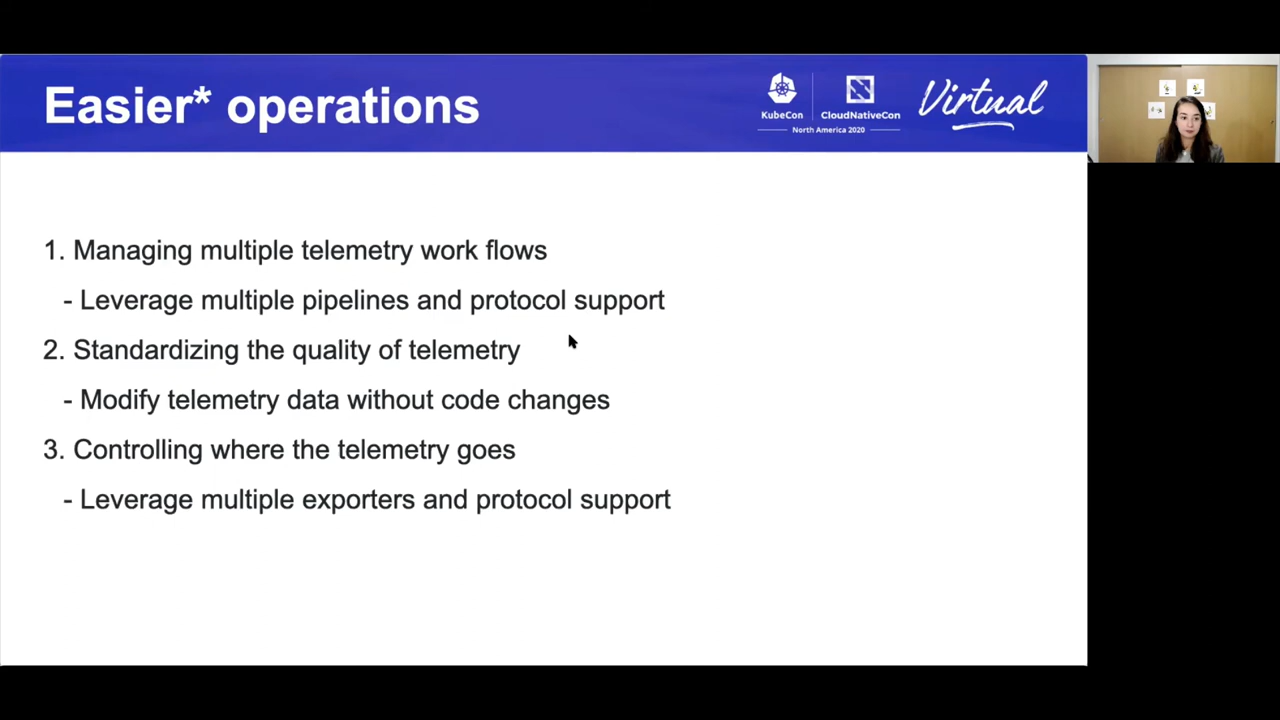 Easier* operations
KubeCon
CloudNativeCon
North America 2020
Virtual
1. Managing multiple telemetry work flows
- Leverage multiple pipelines and protocol support
2. Standardizing the quality of telemetry
- Modify telemetry data without code changes
3. Controlling where the telemetry goes
- Leverage multiple exporters and protocol support